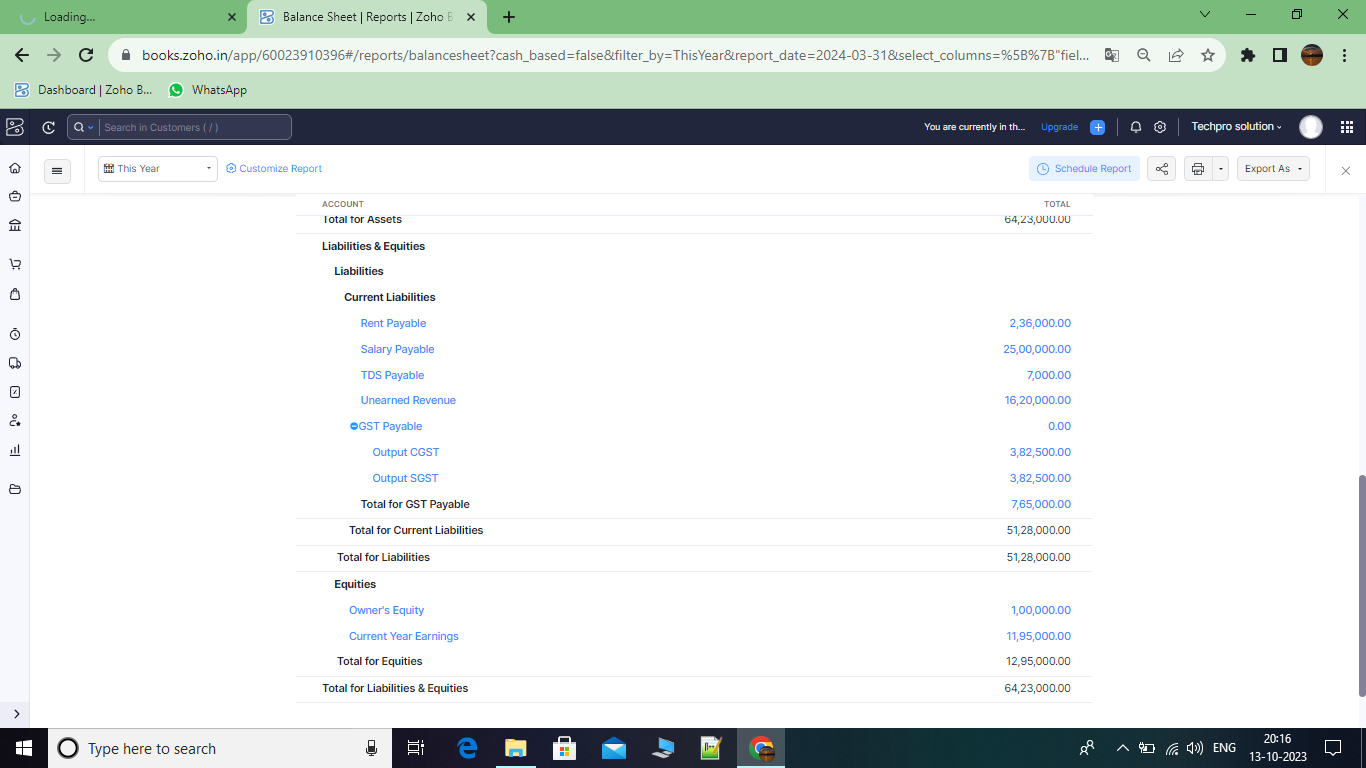 Loading...
Balance Sheet | Reports | Zoho B
books.zoho.in/app/60023910396#/reports/balancesheet?cash_based=false&filter_by=ThisYear&report_date=2024-03-31&select_columns=%5B%7B"fiel...
Dashboard | Zoho B...
WhatsApp
Search in Customers ( / )
You are currently in th...
Upgrade
Techpro solution
This Year
Customize Report
Schedule Report
Export As
ACCOUNT TOTAL
Total for Assets 64,23,000.00
Liabilities & Equities
Liabilities
Current Liabilities
Rent Payable 2,36,000.00
Salary Payable 25,00,000.00
TDS Payable 7,000.00
Unearned Revenue 16,20,000.00
GST Payable 0.00
Output CGST 3,82,500.00
Output SGST 3,82,500.00
Total for GST Payable 7,65,000.00
Total for Current Liabilities 51,28,000.00
Total for Liabilities 51,28,000.00
Equities
Owner's Equity 1,00,000.00
Current Year Earnings 11,95,000.00
Total for Equities 12,95,000.00
Total for Liabilities & Equities 64,23,000.00
Type here to search
ENG
20:16
13-10-2023